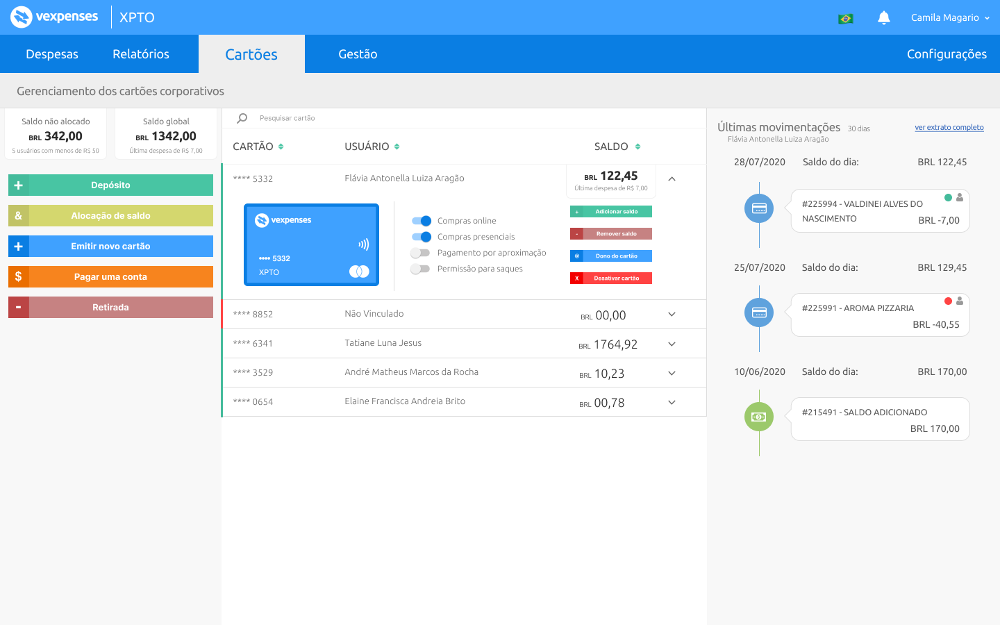 vexpenses XPTO Camila Magario
Despesas Relatórios Cartões Gestão Configurações
Gerenciamento dos cartões corporativos
Saldo não alocado
BRL 342,00
5 usuários com menos de R$ 50
Saldo global
BRL 1342,00
Última despesa de R$ 7,00
+ Depósito
& Alocação de saldo
+ Emitir novo cartão
$ Pagar uma conta
- Retirada
Pesquisar cartão
CARTÃO USUÁRIO SALDO
**** 5332 Flávia Antonella Luiza Aragão BRL 122,45
Última despesa de R$ 7,00
vexpenses
•••• 5332
XPTO
Compras online
Compras presenciais
Pagamento por aproximação
Permissão para saques
+ Adicionar saldo
- Remover saldo
@ Dono do cartão
X Desativar cartão
**** 8852 Não Vinculado BRL 00,00
**** 6341 Tatiane Luna Jesus BRL 1764,92
**** 3529 André Matheus Marcos da Rocha BRL 10,23
**** 0654 Elaine Francisca Andreia Brito BRL 00,78
Últimas movimentações 30 dias ver extrato completo
Flávia Antonella Luiza Aragão
28/07/2020 Saldo do dia: BRL 122,45
#225994 - VALDINEI ALVES DO
NASCIMENTO BRL -7,00
25/07/2020 Saldo do dia: BRL 129,45
#225991 - AROMA PIZZARIA
BRL -40,55
10/06/2020 Saldo do dia: BRL 170,00
#215491 - SALDO ADICIONADO
BRL 170,00